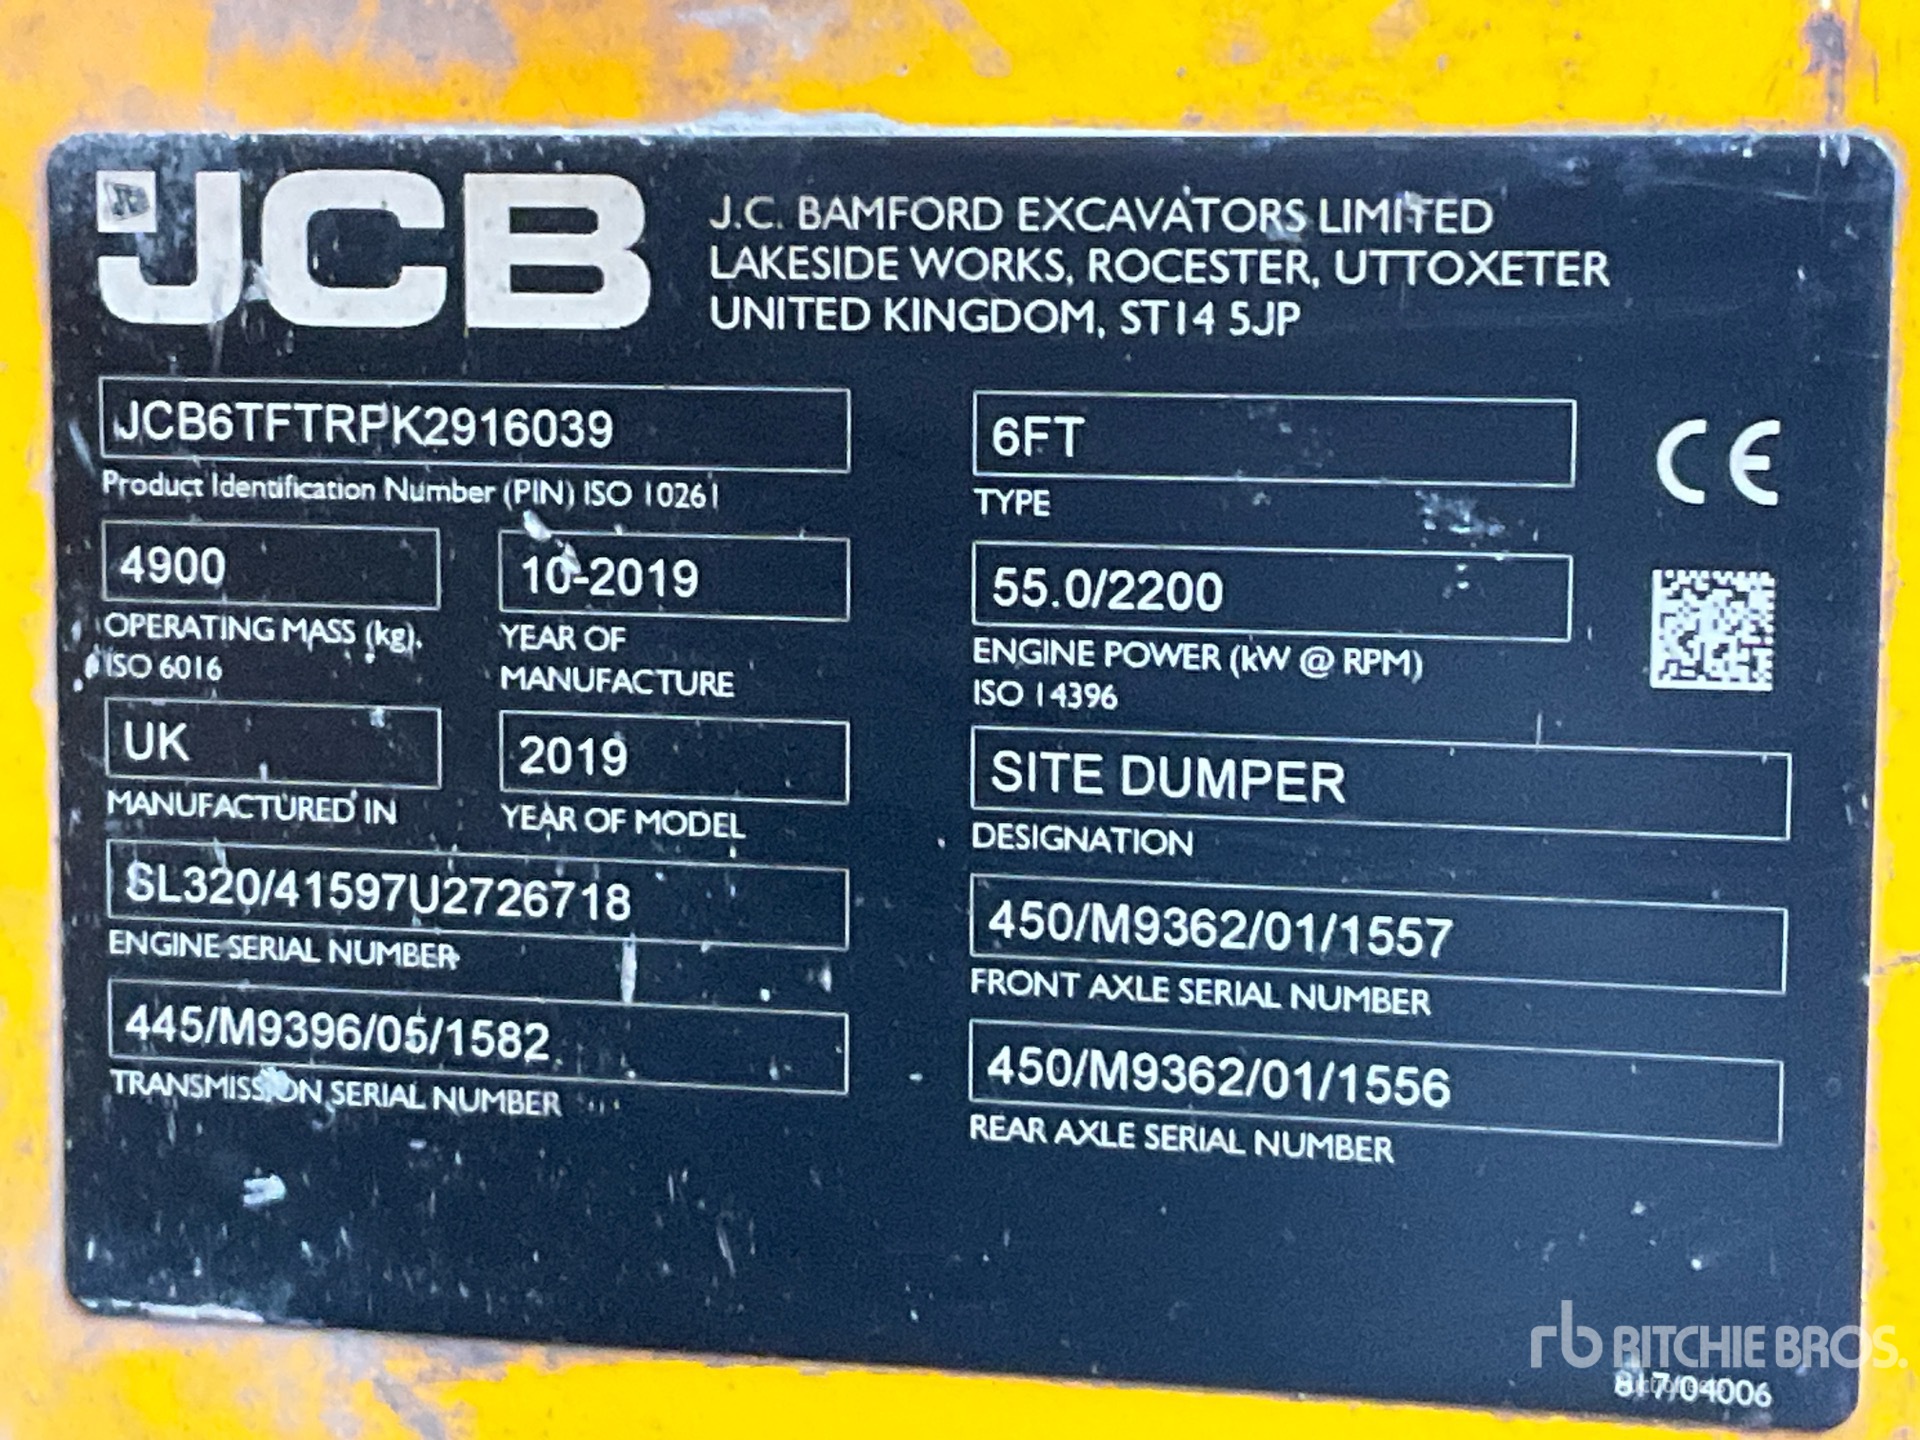 JCB
J.C. BAMFORD EXCAVATORS LIMITED
LAKESIDE WORKS, ROCESTER, UTTOXETER
UNITED KINGDOM, ST14 5JP
JCB6TFTRPK2916039
Product Identification Number (PIN) ISO 10261
6FT
TYPE
CE
4900
OPERATING MASS (kg),
ISO 6016
10-2019
YEAR OF
MANUFACTURE
55.0/2200
ENGINE POWER (kW @ RPM)
ISO 14396
UK
MANUFACTURED IN
2019
YEAR OF MODEL
SITE DUMPER
DESIGNATION
SL320/41597U2726718
ENGINE SERIAL NUMBER
450/M9362/01/1557
FRONT AXLE SERIAL NUMBER
445/M9396/05/1582
TRANSMISSION SERIAL NUMBER
450/M9362/01/1556
REAR AXLE SERIAL NUMBER
rb RITCHIE BROS.
817/04006